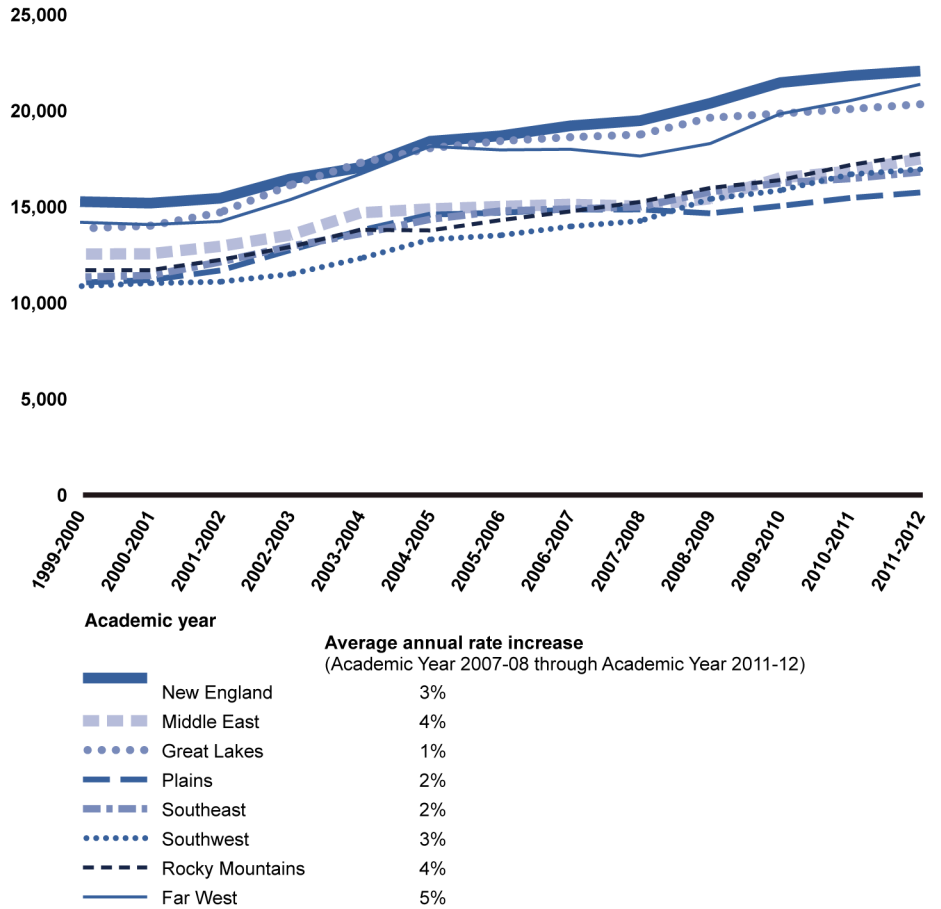 25,000
20,000
15,000
10,000
5,000
0
1999-2000
2000-2001
2001-2002
2002-2003
2003-2004
2004-2005
2005-2006
2006-2007
2007-2008
2008-2009
2009-2010
2010-2011
2011-2012
Academic year
Average annual rate increase
(Academic Year 2007-08 through Academic Year 2011-12)
New England 3%
Middle East 4%
Great Lakes 1%
Plains 2%
Southeast 2%
Southwest 3%
Rocky Mountains 4%
Far West 5%